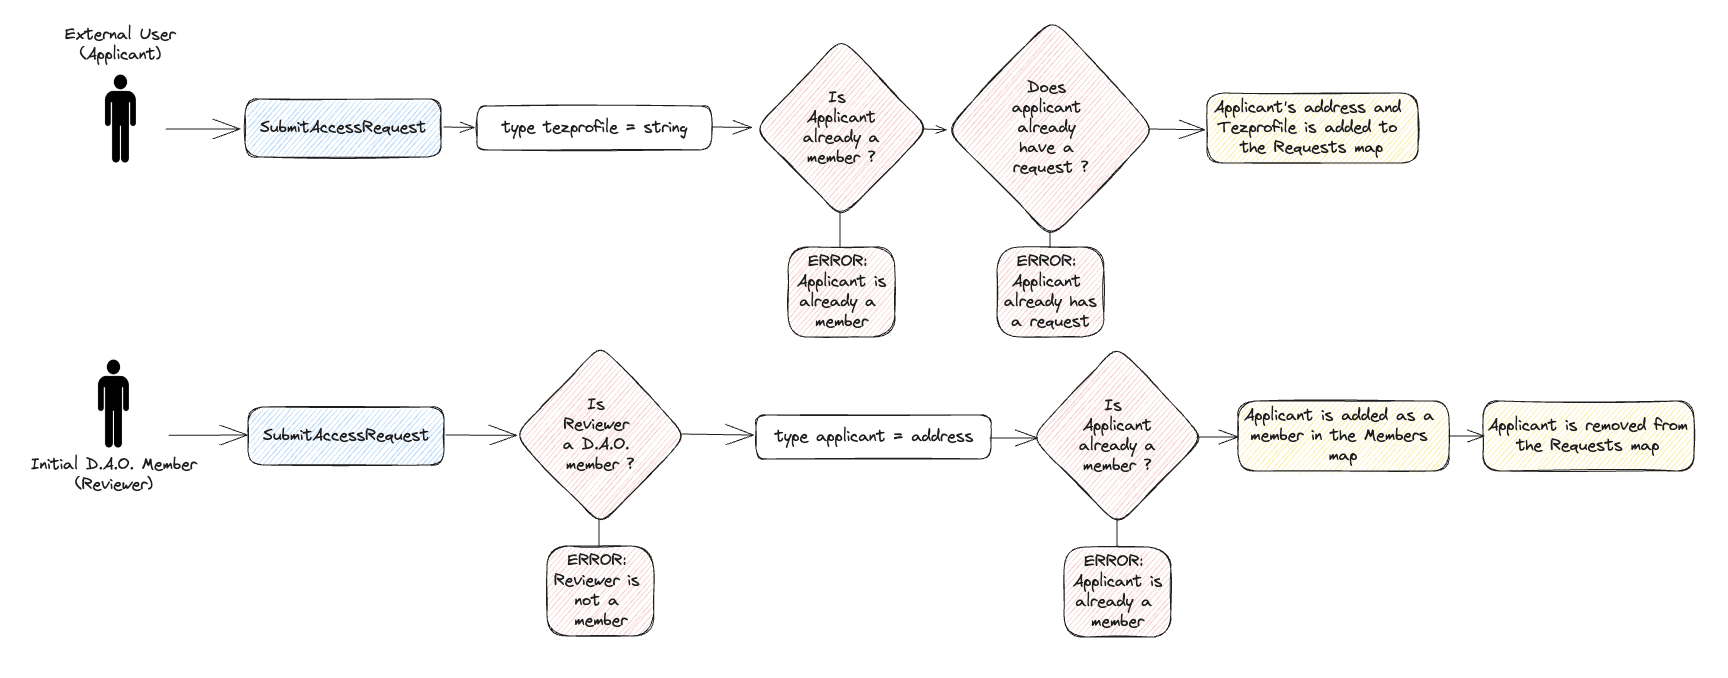 External User
(Applicant)
SubmitAccessRequest
type tezprofile = string
Is
Applicant
already a
member ?
Does
applicant
already
have a
request ?
Applicant's address and
Tezprofile is added to
the Requests map
ERROR:
Applicant is
already a
member
ERROR:
Applicant
already has
a request
Initial D.A.O. Member
(Reviewer)
SubmitAccessRequest
Is
Reviewer
a D.A.O.
member ?
type applicant = address
Is
Applicant
already a
member ?
Applicant is added as a
member in the Members
map
Applicant is removed from
the Requests map
ERROR:
Reviewer is
not a
member
ERROR:
Applicant is
already a
member